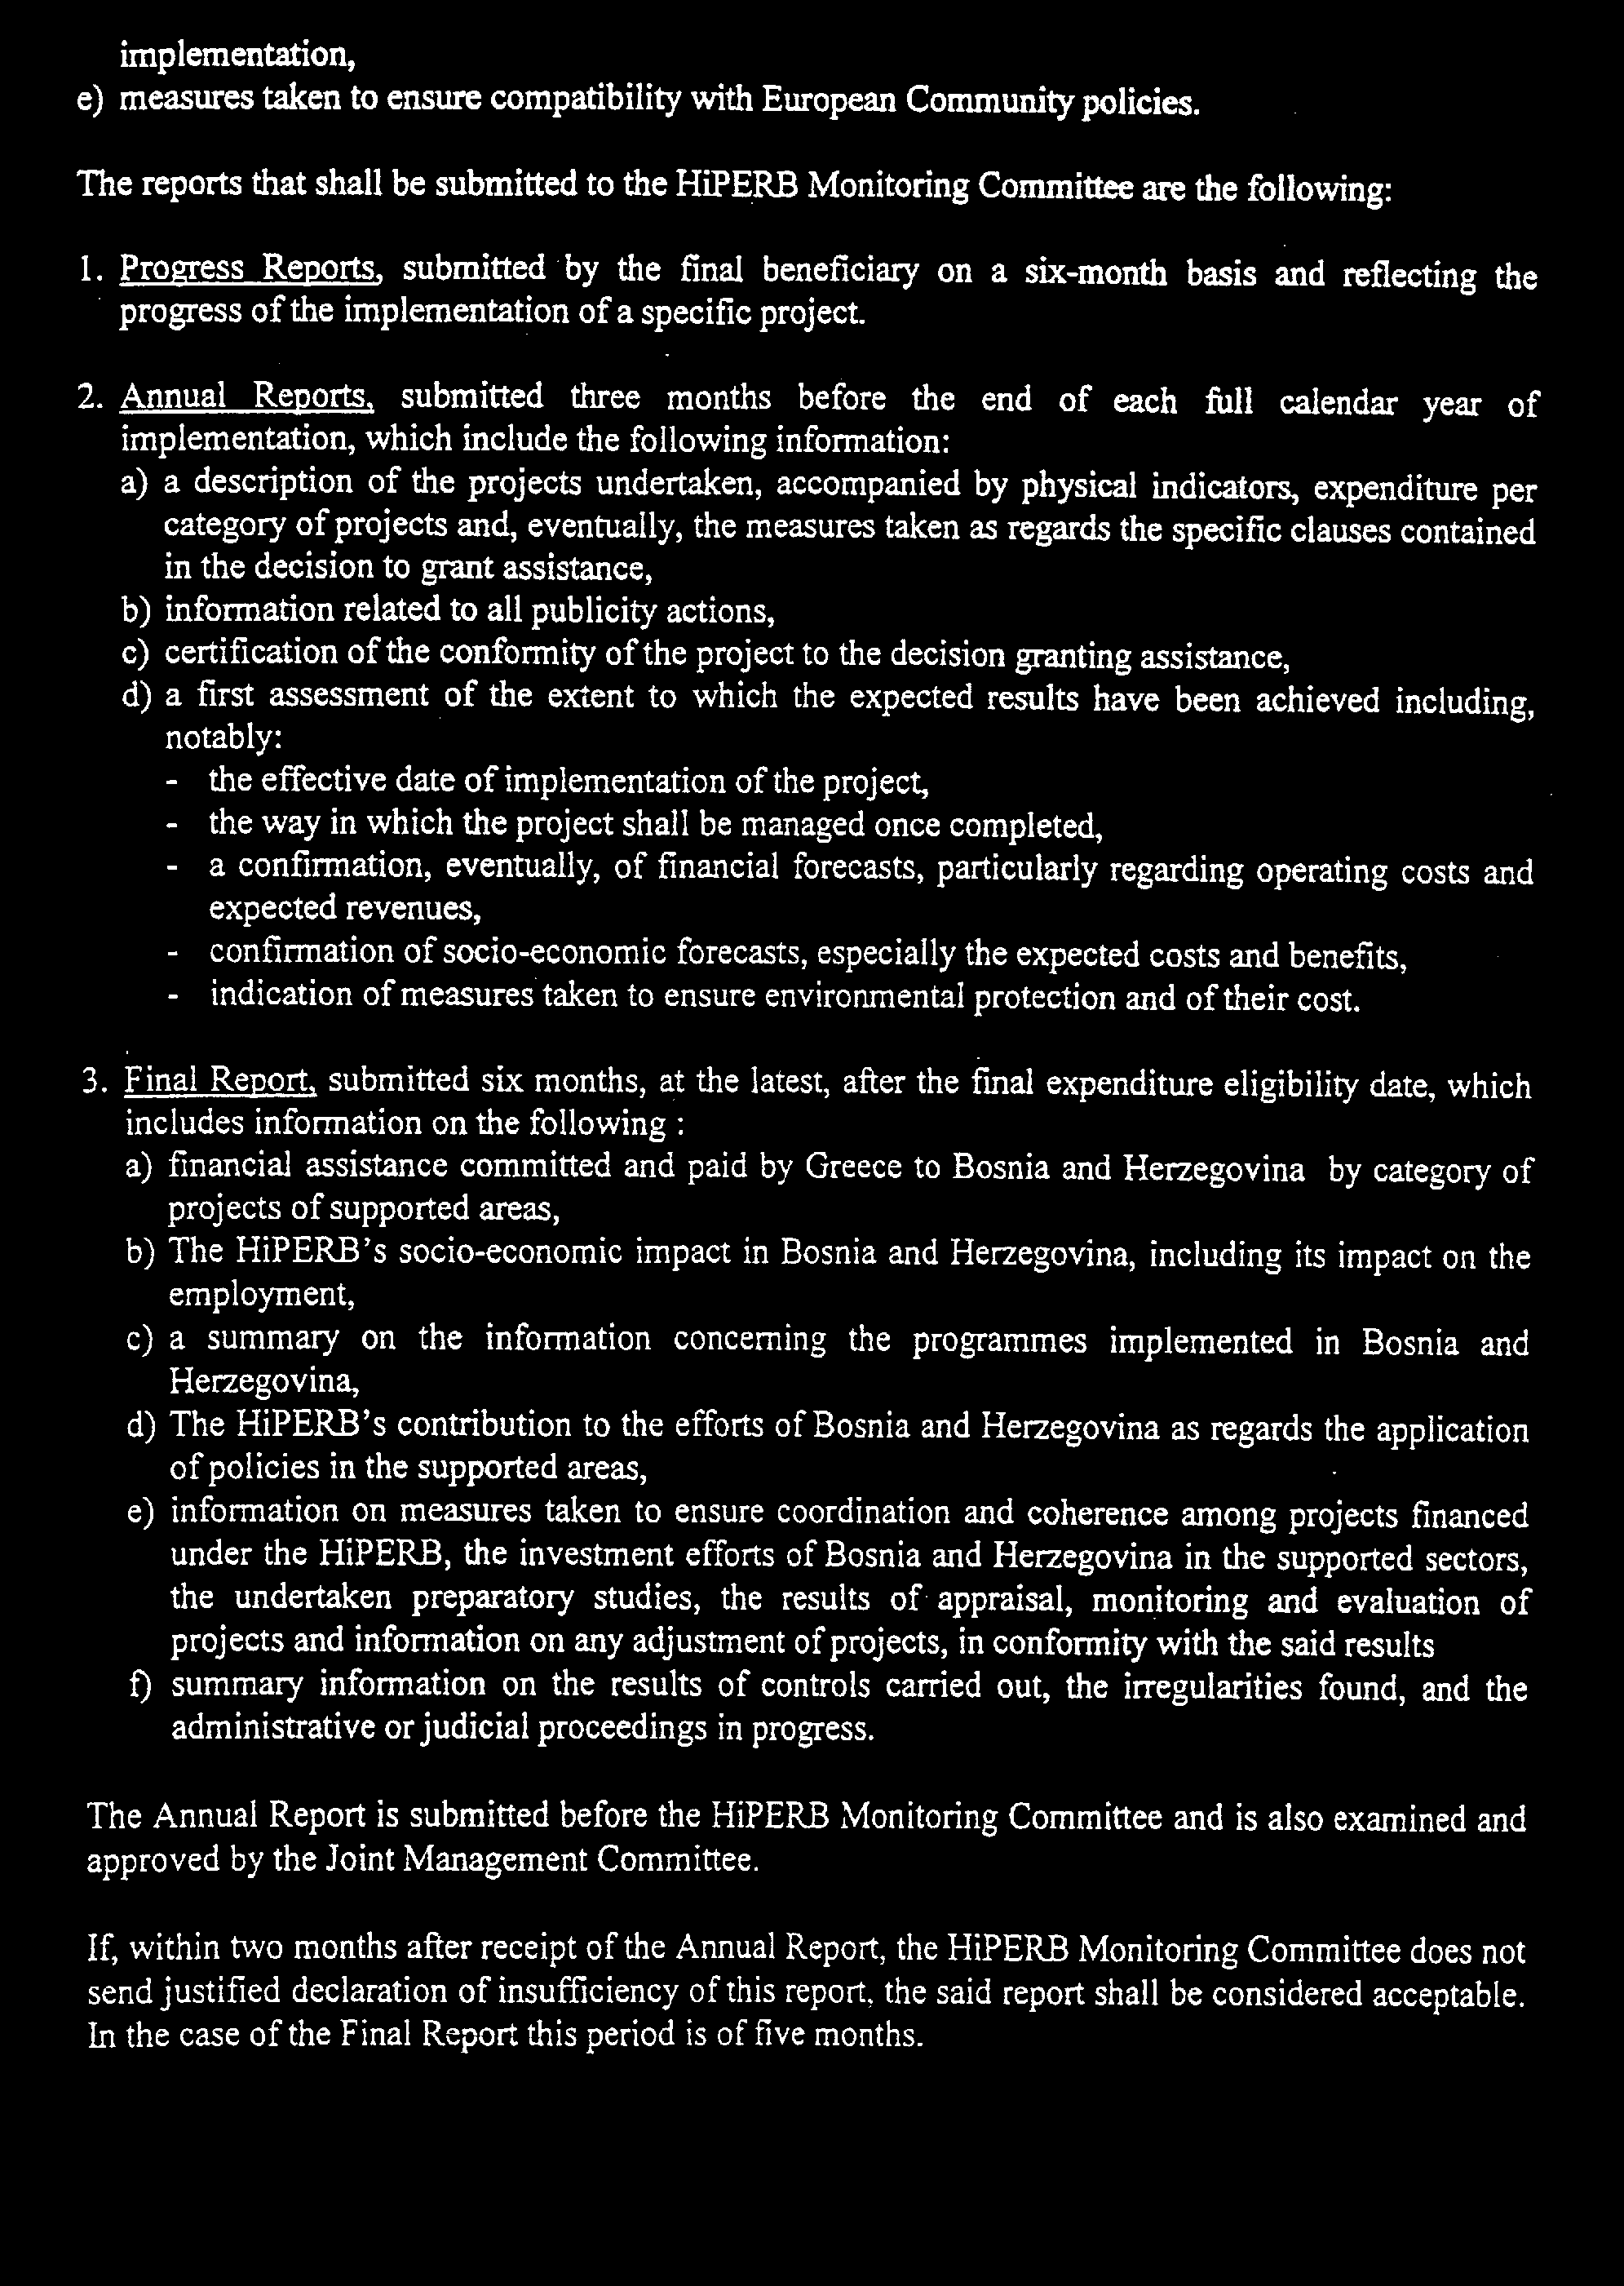 implementation,
e) measures taken to ensure compatibility with European Community policies.
The reports that shall be submitted to the HiPERB Monitoring Committee are the following:
1. Progress Reports, submitted by the final beneficiary on a six-month basis and reflecting the
progress of the implementation of a specific project.
2. Annual Reports, submitted three months before the end of each full calendar year of
implementation, which include the following information:
a) a description of the projects undertaken, accompanied by physical indicators, expenditure per
category of projects and, eventually, the measures taken as regards the specific clauses contained
in the decision to grant assistance,
b) information related to all publicity actions,
c) certification of the conformity of the project to the decision granting assistance,
d) a first assessment of the extent to which the expected results have been achieved including,
notably:
- the effective date of implementation of the project,
- the way in which the project shall be managed once completed,
- a confirmation, eventually, of financial forecasts, particularly regarding operating costs and
expected revenues,
- confirmation of socio-economic forecasts, especially the expected costs and benefits,
- indication of measures taken to ensure environmental protection and of their cost.
3. Final Report, submitted six months, at the latest, after the final expenditure eligibility date, which
includes information on the following :
a) financial assistance committed and paid by Greece to Bosnia and Herzegovina by category of
projects of supported areas,
b) The HiPERB's socio-economic impact in Bosnia and Herzegovina, including its impact on the
employment,
c) a summary on the information concerning the programmes implemented in Bosnia and
Herzegovina,
d) The HiPERB's contribution to the efforts of Bosnia and Herzegovina as regards the application
of policies in the supported areas,
e) information on measures taken to ensure coordination and coherence among projects financed
under the HiPERB, the investment efforts of Bosnia and Herzegovina in the supported sectors,
the undertaken preparatory studies, the results of appraisal, monitoring and evaluation of
projects and information on any adjustment of projects, in conformity with the said results
f) summary information on the results of controls carried out, the irregularities found, and the
administrative or judicial proceedings in progress.
The Annual Report is submitted before the HiPERB Monitoring Committee and is also examined and
approved by the Joint Management Committee.
If, within two months after receipt of the Annual Report, the HiPERB Monitoring Committee does not
send justified declaration of insufficiency of this report, the said report shall be considered acceptable.
In the case of the Final Report this period is of five months.